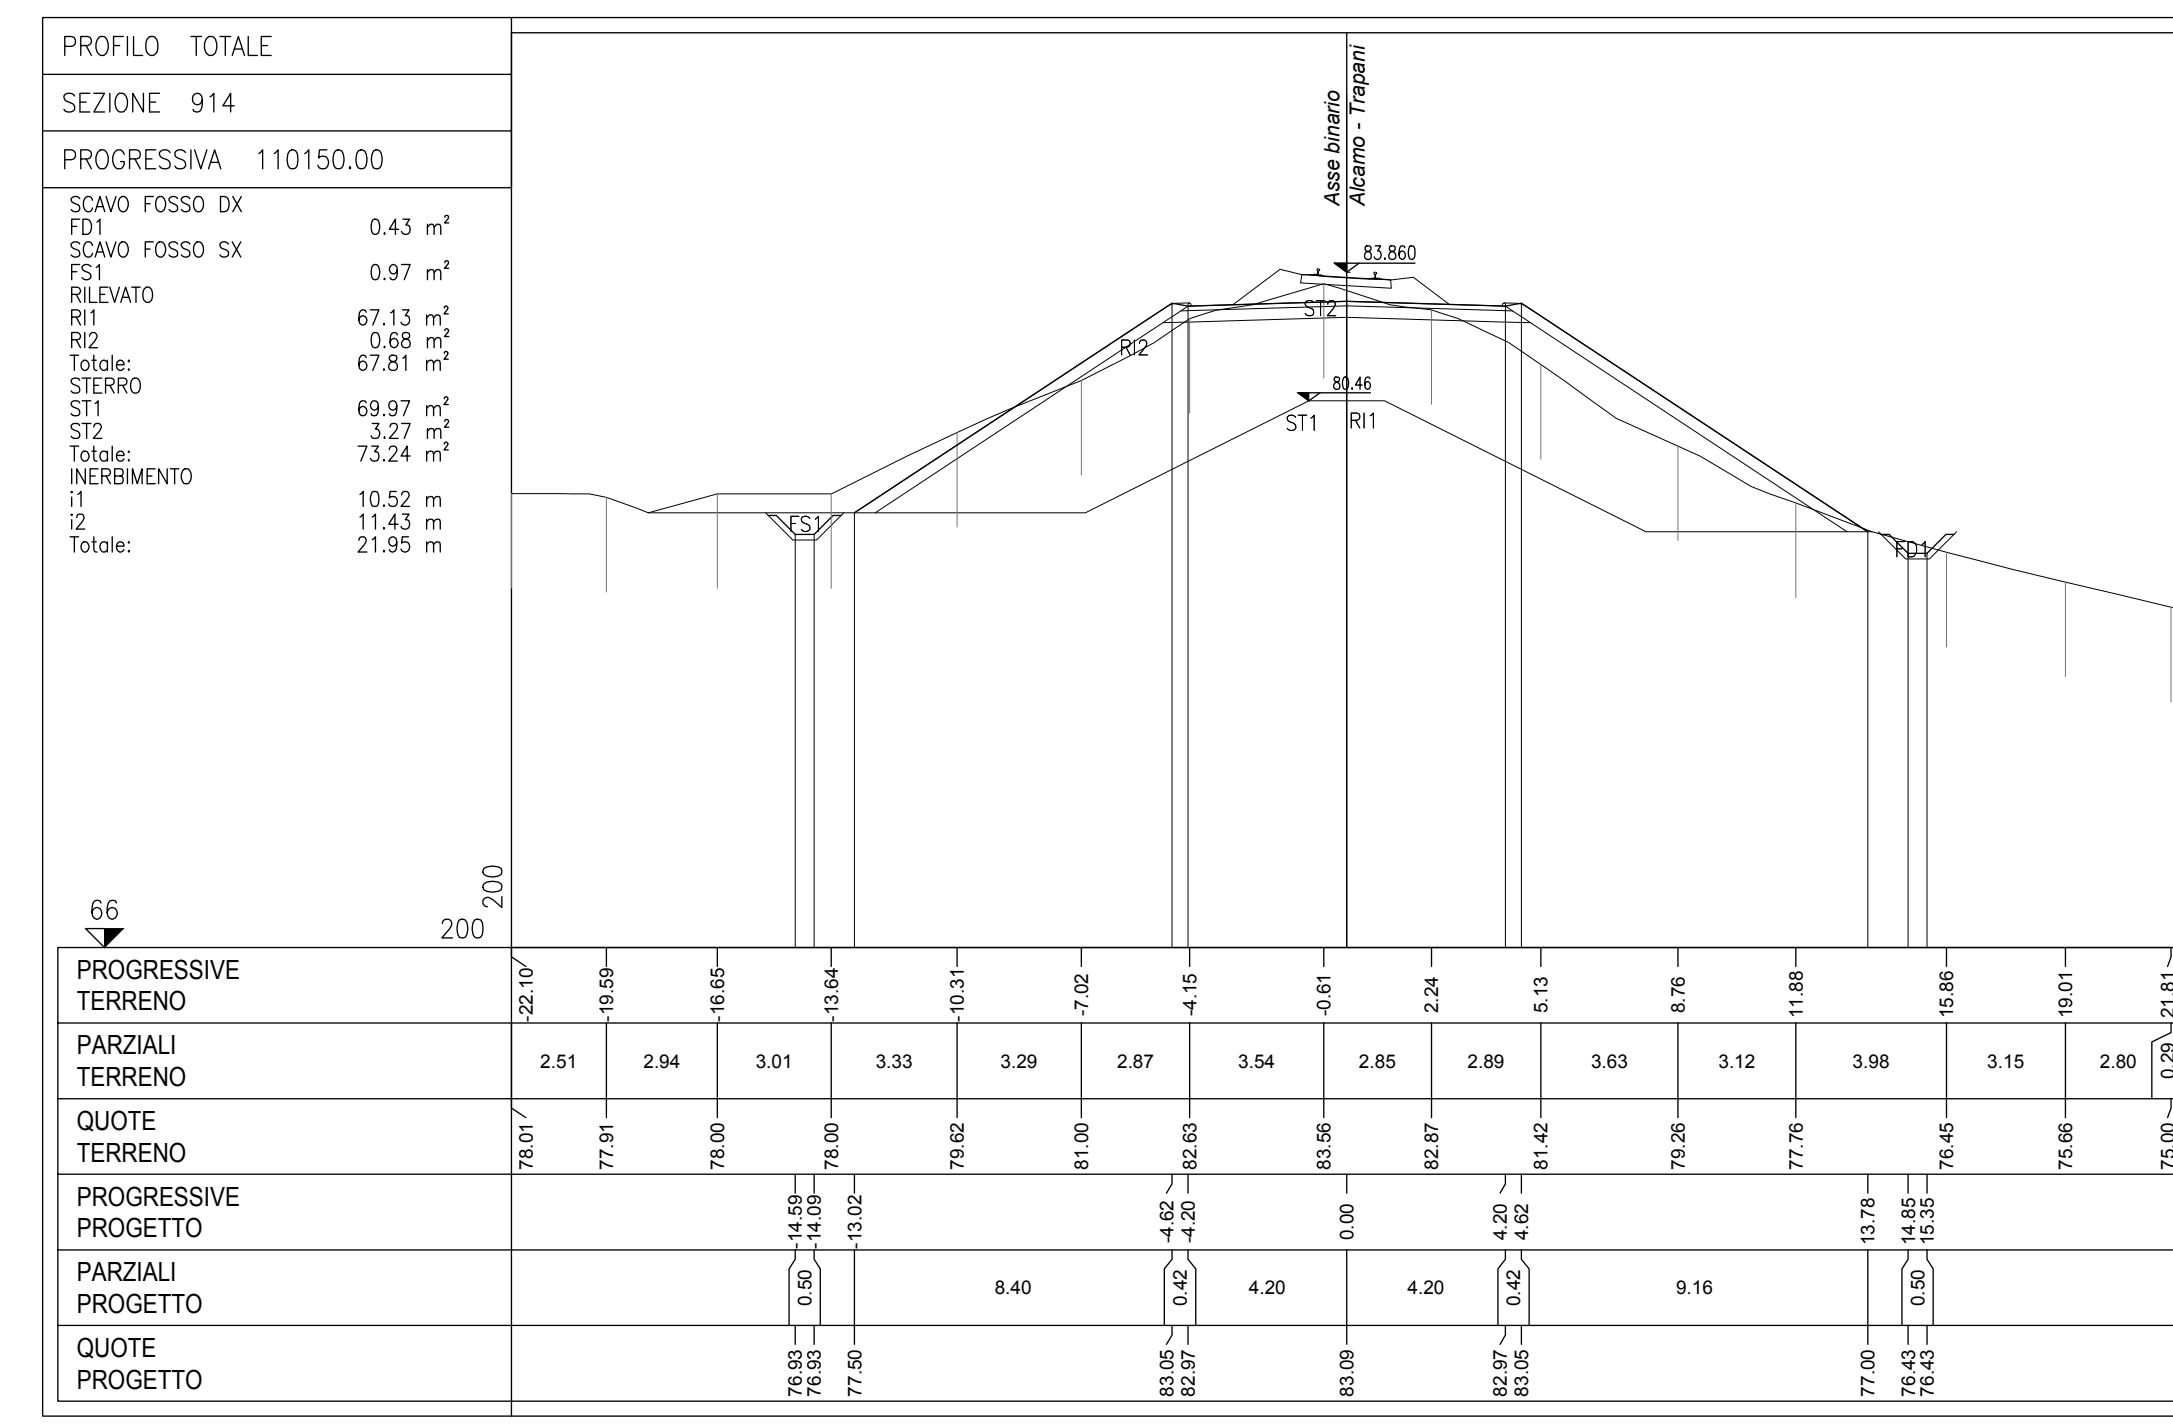 PROFILO TOTALE
SEZIONE 914
PROGRESSIVA 110150.00
SCAVO FOSSO DX
FD1 0.43 m²
SCAVO FOSSO SX
FS1 0.97 m²
RILEVATO
RI1 67.13 m²
RI2 0.68 m²
Totale: 67.81 m²
STERRO
ST1 69.97 m²
ST2 3.27 m²
Totale: 73.24 m²
INERBIMENTO
i1 10.52 m
i2 11.43 m
Totale: 21.95 m
Asse binario
Alcamo - Trapani
83.860
ST2
RI2
80.46
ST1 RI1
FS1
FD1
66
200
200
PROGRESSIVE
TERRENO
-22.10 -19.59 -16.65 -13.64 -10.31 -7.02 -4.15 -0.61 2.24 5.13 8.76 11.88 15.86 19.01 21.81
PARZIALI
TERRENO
2.51 2.94 3.01 3.33 3.29 2.87 3.54 2.85 2.89 3.63 3.12 3.98 3.15 2.80 0.29
QUOTE
TERRENO
78.01 77.91 78.00 78.00 79.62 81.00 82.63 83.56 82.87 81.42 79.26 77.76 76.45 75.66 75.00
PROGRESSIVE
PROGETTO
-14.59 -14.09 -13.02 -4.62 -4.20 0.00 4.20 4.62 13.78 14.85 15.35
PARZIALI
PROGETTO
0.50 8.40 0.42 4.20 4.20 0.42 9.16 0.50
QUOTE
PROGETTO
76.93 76.93 77.50 83.05 82.97 83.09 82.97 83.05 77.00 76.43 76.43